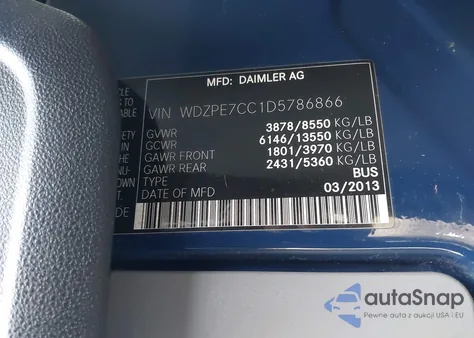 MFD: DAIMLER AG
VIN WDZPE7CC1D5786866
GVWR 3878/8550 KG/LB
GCWR 6146/13550 KG/LB
GAWR FRONT 1801/3970 KG/LB
GAWR REAR 2431/5360 KG/LB
TYPE BUS
DATE OF MFD 03/2013
autoSnap
Pewne auta z aukcji USA i EU